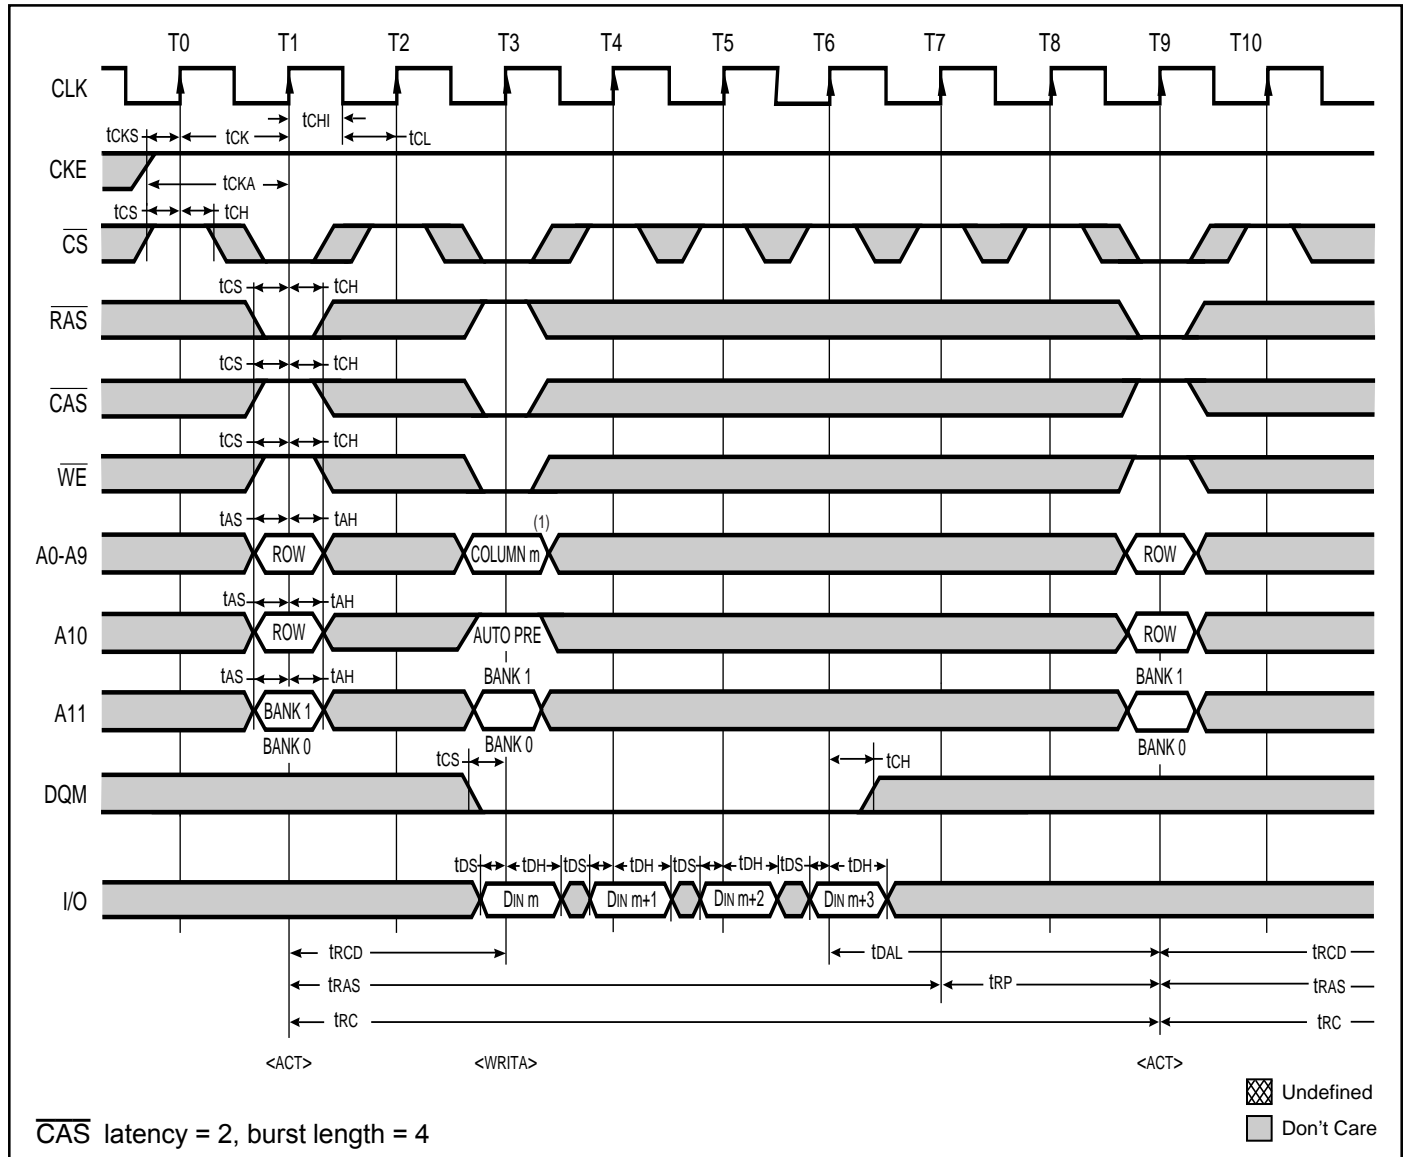 T0 T1 T2 T3 T4 T5 T6 T7 T8 T9 T10
CLK
tCHI
tCKS tCK tCL
CKE
tCKA
tCS tCH
CS
tCS tCH
RAS
tCS tCH
CAS
tCS tCH
WE
tAS tAH (1)
A0-A9 ROW COLUMN m ROW
tAS tAH
A10 ROW AUTO PRE ROW
tAS tAH BANK 1 BANK 1
A11 BANK 1
BANK 0 BANK 0 BANK 0
tCS tCH
DQM
tDS tDH tDS tDH tDS tDH tDS tDH
I/O DIN m DIN m+1 DIN m+2 DIN m+3
tRCD tDAL tRCD
tRAS tRP tRAS
tRC tRC
<ACT> <WRITA> <ACT>
Undefined
Don't Care
CAS latency = 2, burst length = 4